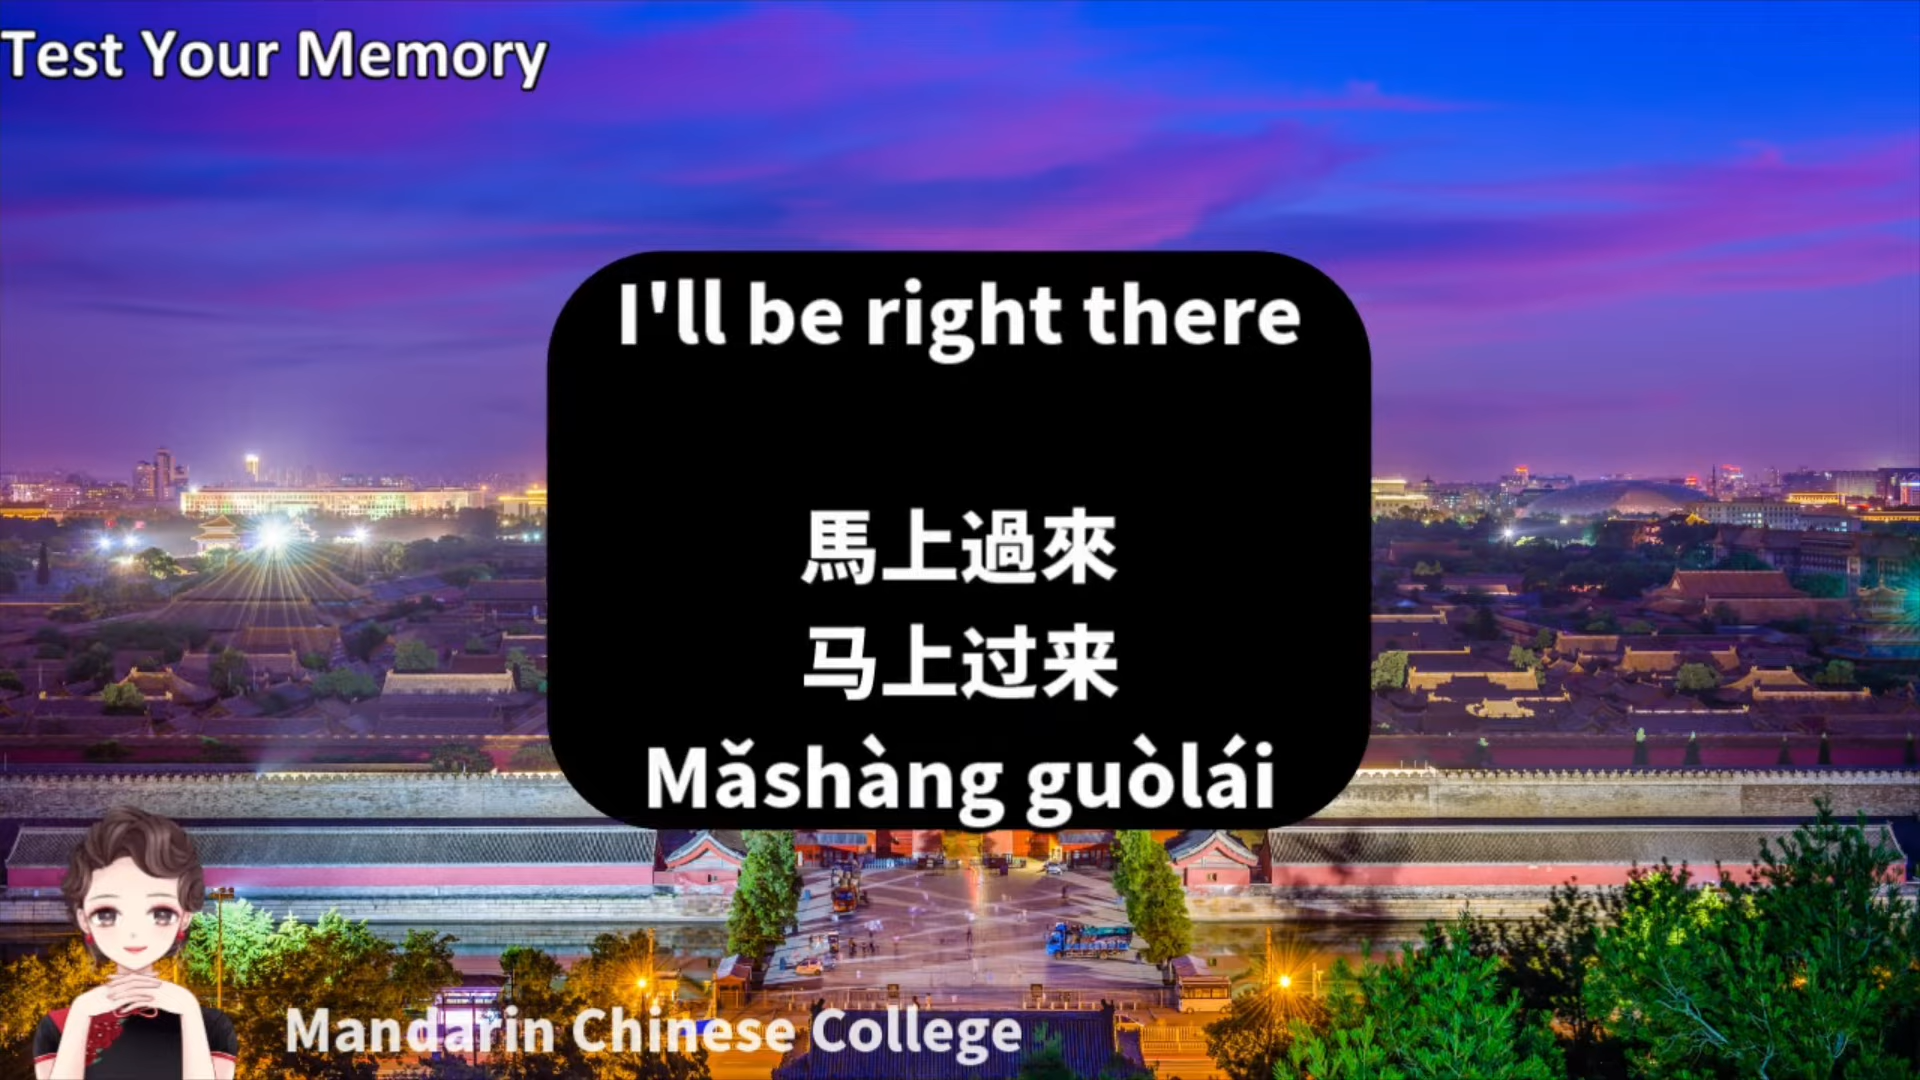 Test Your Memory
I'll be right there
馬上過來
马上过来
Mǎshàng guòlái
Mandarin Chinese College